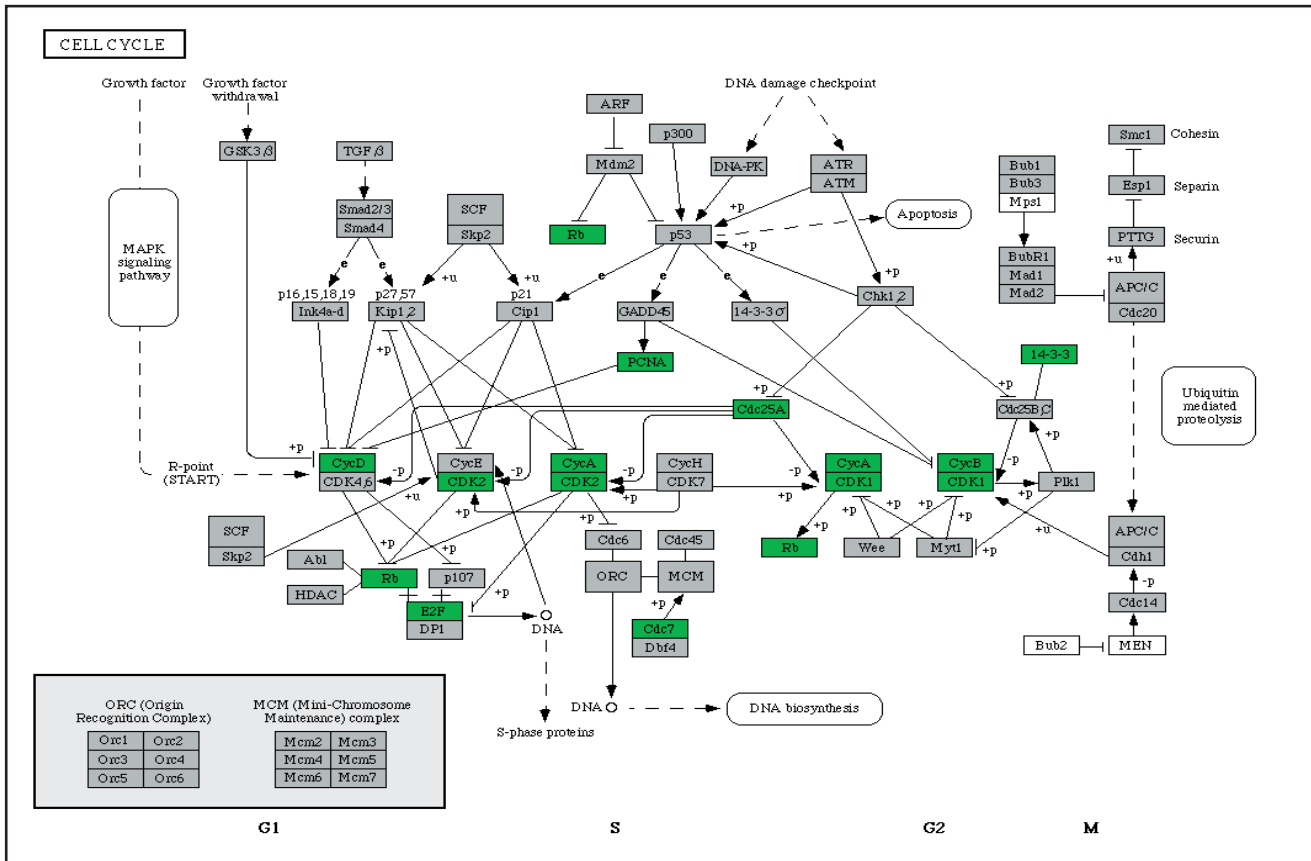 CELL CYCLE
Growth factor
Growth factor
withdrawal
DNA damage checkpoint
ARF
p300
Smc1
Cohesin
GSK3β
TGFβ
Mdm2
DNA-PK
ATR
ATM
Bub1
Bub3
Mps1
Esp1
Separin
MAPK
signaling
pathway
Smad2/3
Smad4
SCF
Skp2
Rb
p53
+p
Apoptosis
+p
PTTG
Securin
BubR1
Mad1
Mad2
+u
APC/C
Cdc20
e
e
+u
+u
e
e
e
+p
p16,15,18,19
Ink4a-d
p27,57
Kip1,2
p21
Cip1
GADD45
14-3-3σ
Chk1,2
+p
PCNA
14-3-3
+p
+p
Cdc25A
Cdc25B,C
Ubiquitin
mediated
proteolysis
R-point
(START)
+p
CycD
CDK4,6
-p
CycE
CDK2
-p
CycA
CDK2
-p
CycH
CDK7
-p
CycA
CDK1
CycB
CDK1
-p
+p
Plk1
+p
+u
+p
+p
+p
+p
+p
+p
+u
SCF
Skp2
+p
+p
Abl
HDAC
Rb
p107
Cdc6
Cdc45
ORC
MCM
Rb
Wee
Myt1
+p
APC/C
Cdh1
-p
Cdc14
+p
+p
E2F
DP1
DNA
Cdc7
Dbf4
Bub2
MEN
DNA
DNA biosynthesis
S-phase proteins
ORC (Origin
Recognition Complex)
MCM (Mini-Chromosome
Maintenance) complex
Orc1 Orc2
Orc3 Orc4
Orc5 Orc6
Mcm2 Mcm3
Mcm4 Mcm5
Mcm6 Mcm7
G1
S
G2
M